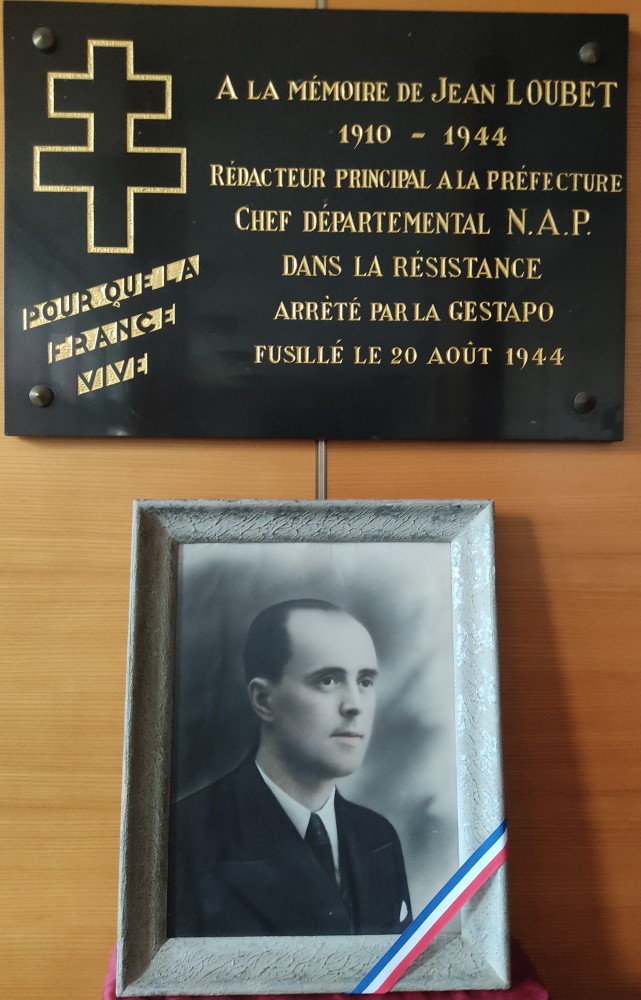 A LA MÉMOIRE DE JEAN LOUBET
1910 - 1944
RÉDACTEUR PRINCIPAL A LA PRÉFECTURE
CHEF DÉPARTEMENTAL N.A.P.
DANS LA RÉSISTANCE
ARRÈTÉ PAR LA GESTAPO
FUSILLÉ LE 20 AOÛT 1944
POUR QUE LA
FRANCE
VIVE